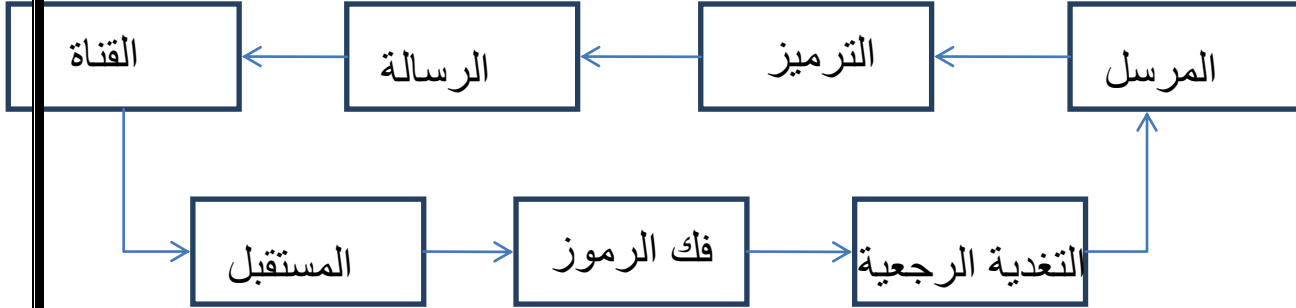 المرسل
الترميز
الرسالة
القناة
المستقبل
فك الرموز
التغدية الرجعية